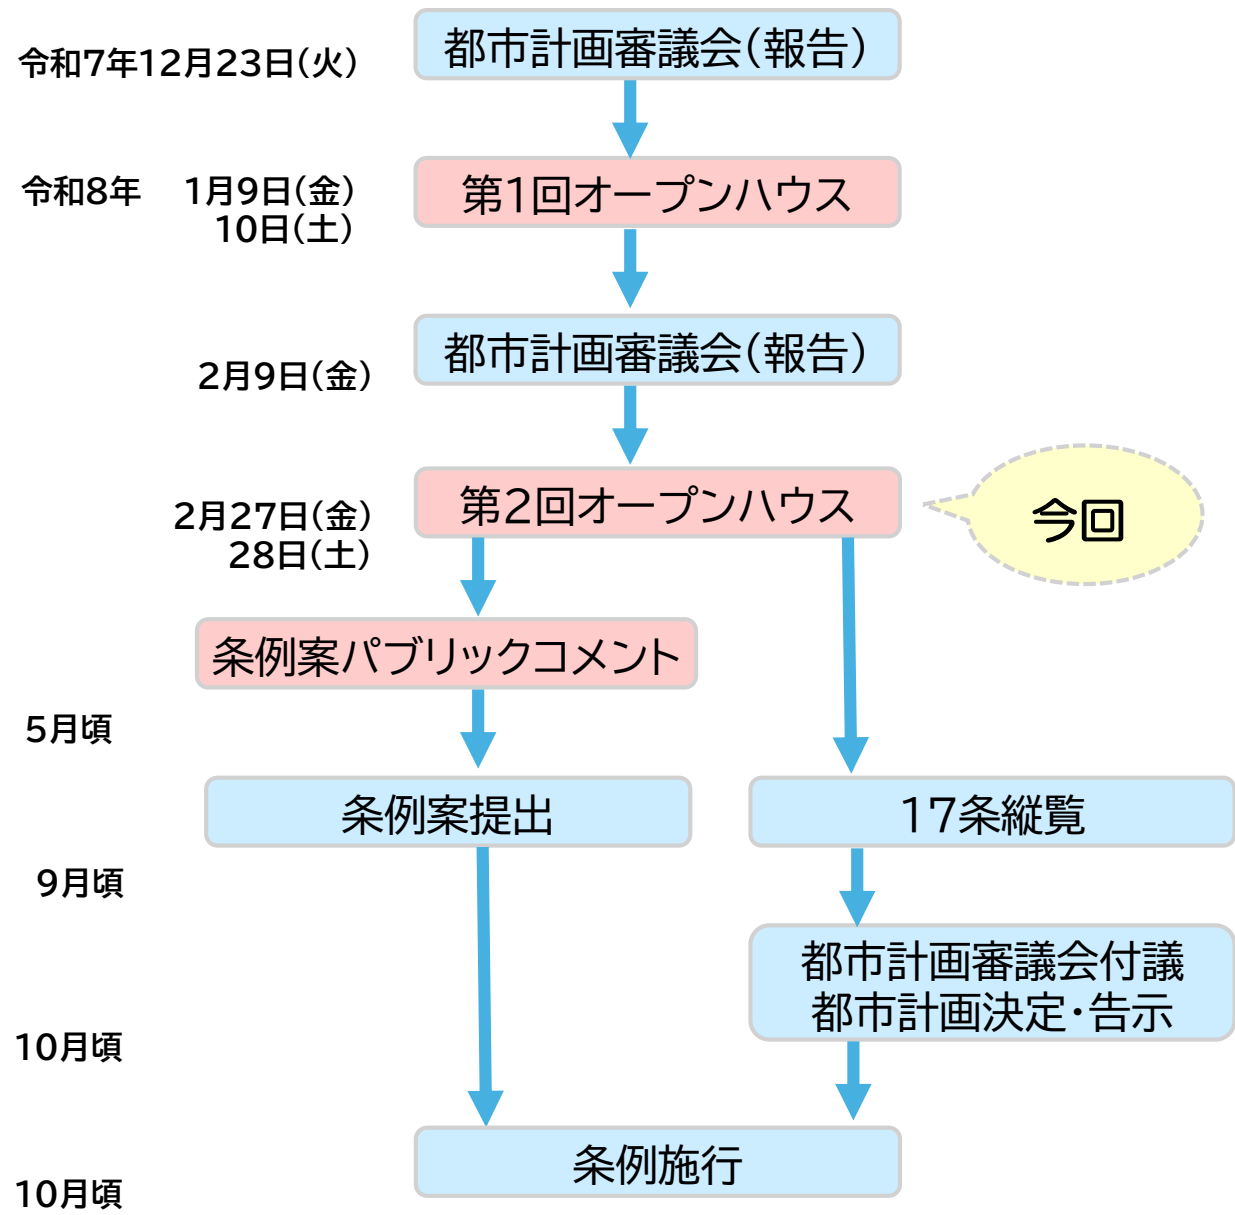 令和7年12月23日(火)
都市計画審議会(報告)
令和8年 1月9日(金)
10日(土)
第1回オープンハウス
2月9日(金)
都市計画審議会(報告)
2月27日(金)
28日(土)
第2回オープンハウス
今回
条例案パブリックコメント
5月頃
条例案提出
17条縦覧
9月頃
都市計画審議会付議
都市計画決定・告示
10月頃
条例施行
10月頃